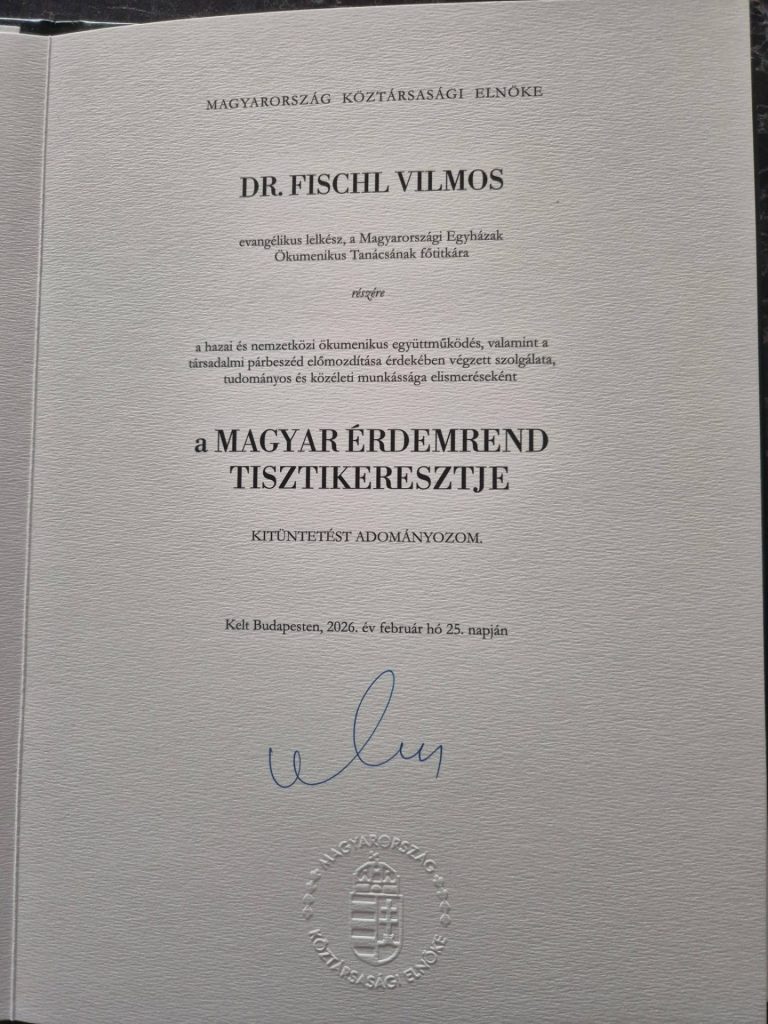 MAGYARORSZÁG KÖZTÁRSASÁGI ELNÖKE
DR. FISCHL VILMOS
evangélikus lelkész, a Magyarországi Egyházak
Ökumenikus Tanácsának főtitkára
részére
a hazai és nemzetközi ökumenikus együttműködés, valamint a
társadalmi párbeszéd előmozdítása érdekében végzett szolgálata,
tudományos és közéleti munkássága elismeréseként
a MAGYAR ÉRDEMREND
TISZTIKERESZTJE
KITÜNTETÉST ADOMÁNYOZOM.
Kelt Budapesten, 2026. év február hó 25. napján
MAGYARORSZÁG
KÖZTÁRSASÁGI ELNÖKE